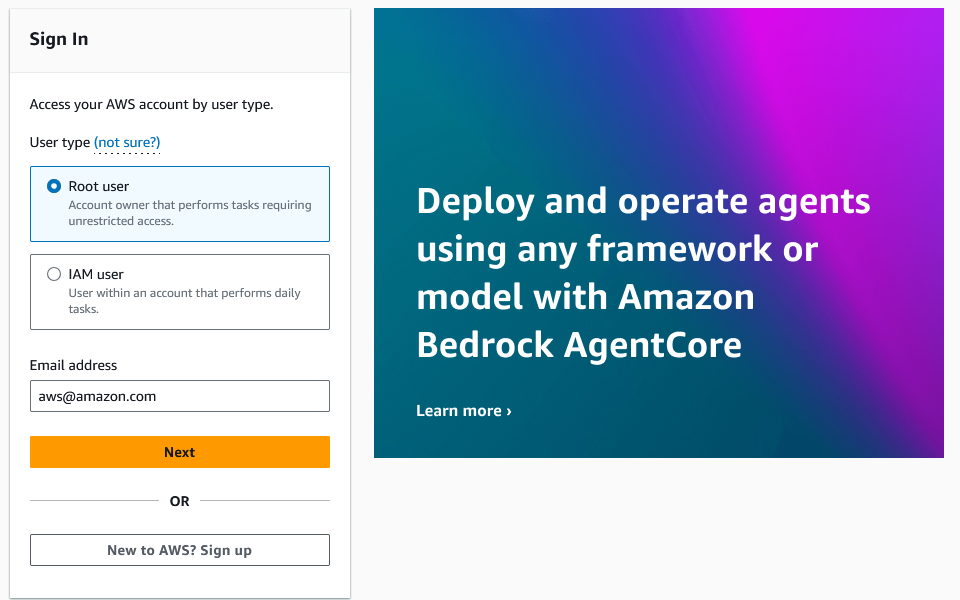 Sign In
Access your AWS account by user type.
User type (not sure?)
Root user
Account owner that performs tasks requiring
unrestricted access.
IAM user
User within an account that performs daily
tasks.
Email address
aws@amazon.com
Next
OR
New to AWS? Sign up
Deploy and operate agents
using any framework or
model with Amazon
Bedrock AgentCore
Learn more ›